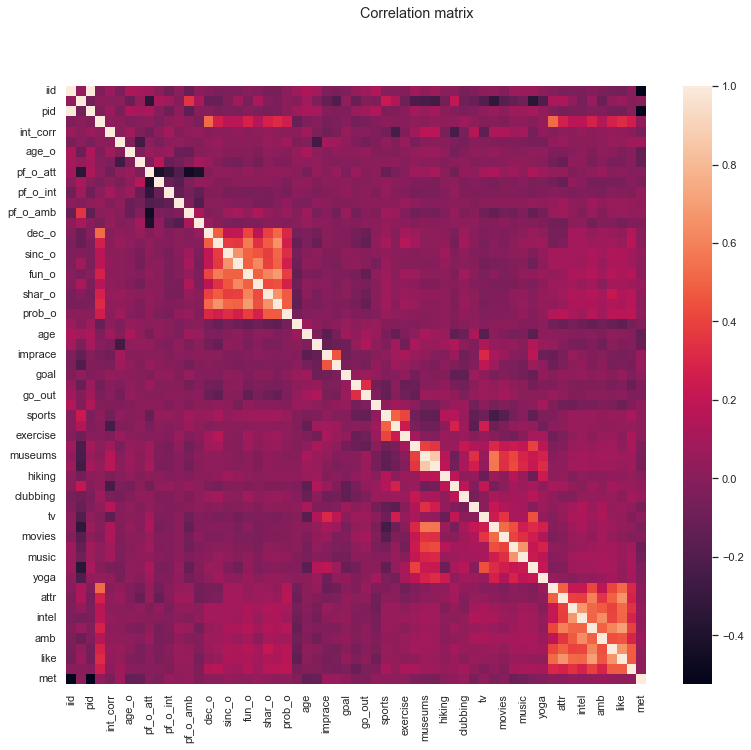 Correlation matrix
iid
pid
int_corr
age_o
pf_o_att
pf_o_int
pf_o_amb
dec_o
sinc_o
fun_o
shar_o
prob_o
age
imprace
goal
go_out
sports
exercise
museums
hiking
clubbing
tv
movies
music
yoga
attr
intel
amb
like
met
iid
pid
int_corr
age_o
pf_o_att
pf_o_int
pf_o_amb
dec_o
sinc_o
fun_o
shar_o
prob_o
age
imprace
goal
go_out
sports
exercise
museums
hiking
clubbing
tv
movies
music
yoga
attr
intel
amb
like
met
1.0
0.8
0.6
0.4
0.2
0.0
−0.2
−0.4